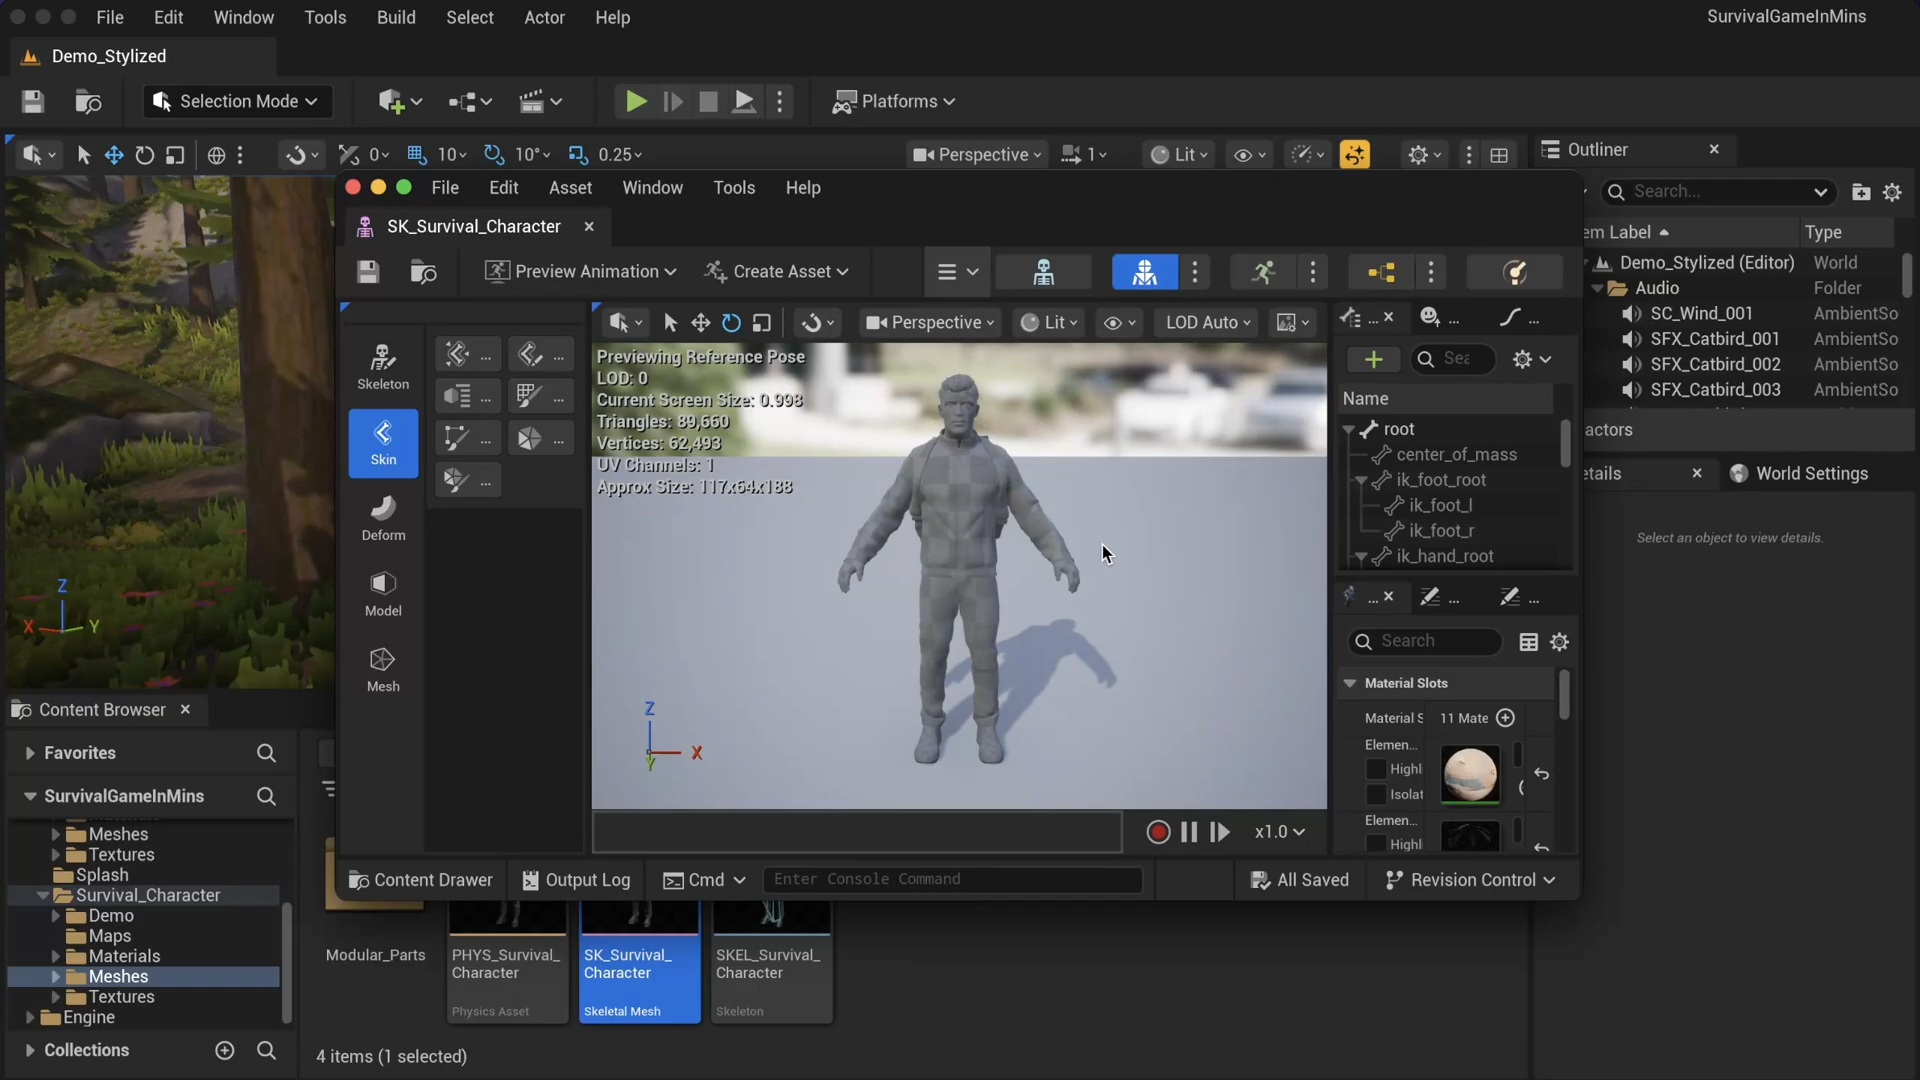 File Edit Window Tools Build Select Actor Help
SurvivalGameInMins
Demo_Stylized
Selection Mode
Platforms
0 10 10° 0.25
Perspective
1
Lit
Outliner
File Edit Asset Window Tools Help
Search...
SK_Survival_Character
em Label
Type
Preview Animation
Create Asset
Demo_Stylized (Editor) World
Audio Folder
SC_Wind_001 AmbientSo
SFX_Catbird_001 AmbientSo
SFX_Catbird_002 AmbientSo
SFX_Catbird_003 AmbientSo
actors
etails
World Settings
Select an object to view details.
Skeleton
Skin
Deform
Model
Mesh
...
...
...
...
...
...
...
Perspective
Lit
LOD Auto
Previewing Reference Pose
LOD: 0
Current Screen Size: 0.998
Triangles: 89,660
Vertices: 62,493
UV Channels: 1
Approx Size: 117x64x188
Z
X
Y
Z
X
Y
...
...
...
Sea
Name
root
center_of_mass
ik_foot_root
ik_foot_l
ik_foot_r
ik_hand_root
...
...
...
Search
Material Slots
Material S 11 Mate
Elemen...
Highli
Isolat
Elemen...
Highli
x1.0
Content Drawer
Output Log
Cmd
Enter Console Command
All Saved
Revision Control
Content Browser
Favorites
SurvivalGameInMins
Meshes
Textures
Splash
Survival_Character
Demo
Maps
Materials
Meshes
Textures
Engine
Collections
Modular_Parts
PHYS_Survival_
Character
Physics Asset
SK_Survival_
Character
Skeletal Mesh
SKEL_Survival_
Character
Skeleton
4 items (1 selected)